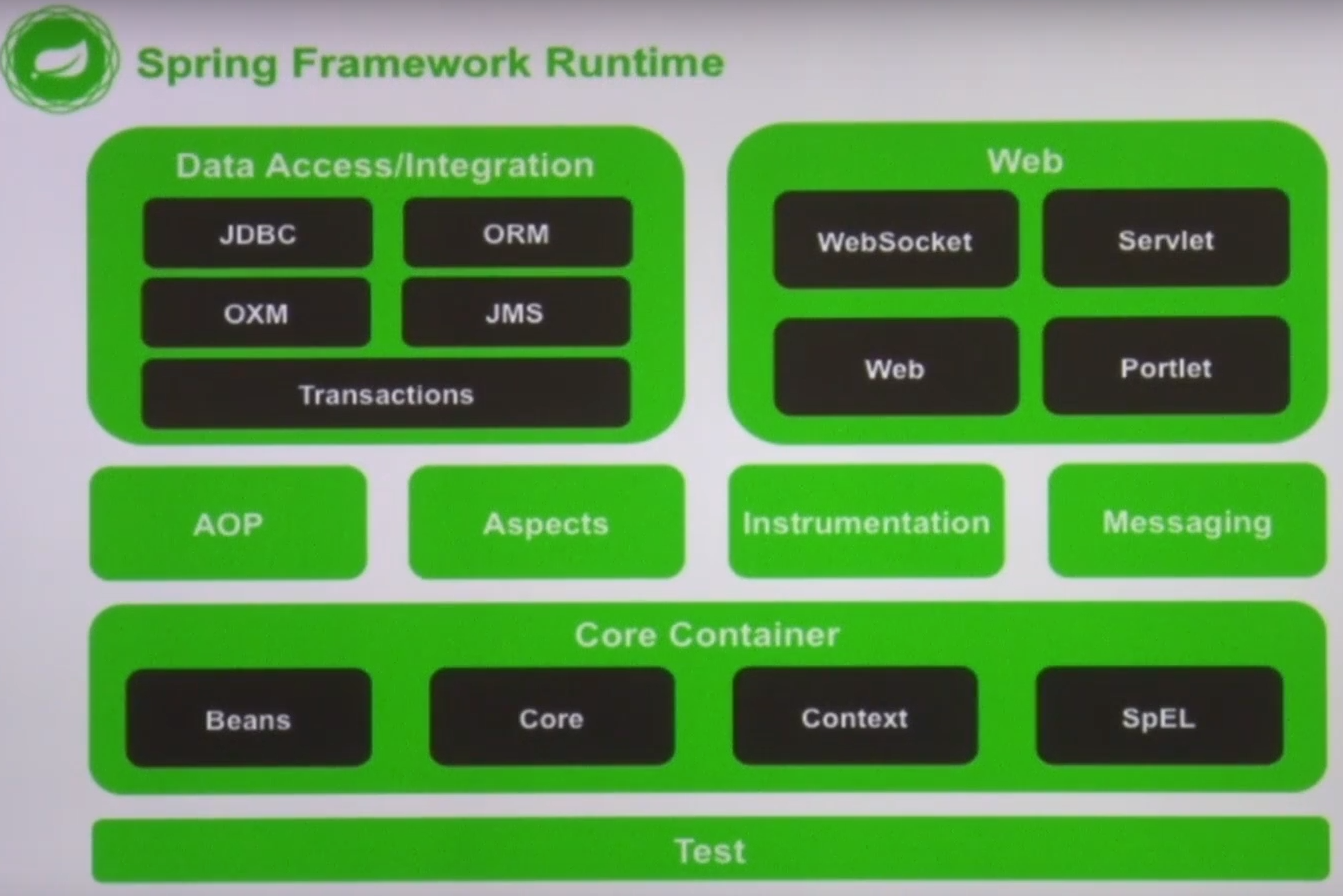 Spring Framework Runtime
Data Access/Integration
Web
JDBC
ORM
WebSocket
Servlet
OXM
JMS
Web
Portlet
Transactions
AOP
Aspects
Instrumentation
Messaging
Core Container
Beans
Core
Context
SpEL
Test